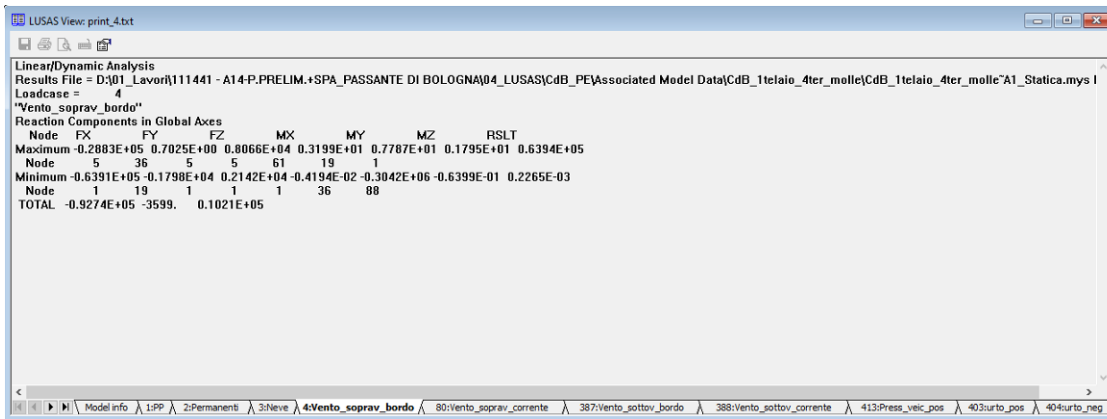 LUSAS View: print_4.txt
Linear/Dynamic Analysis
Results File = D:\01_Lavori\111441 - A14-P.PRELIM.+SPA_PASSANTE DI BOLOGNA\04_LUSAS\CdB_PE\Associated Model Data\CdB_1telaio_4ter_molle\CdB_1telaio_4ter_molle~A1_Statica.mys I
Loadcase = 4
"Vento_soprav_bordo"
Reaction Components in Global Axes
Node FX FY FZ MX MY MZ RSLT
Maximum -0.2883E+05 0.7025E+00 0.8066E+04 0.3199E+01 0.7787E+01 0.1795E+01 0.6394E+05
Node 5 36 5 5 61 19 1
Minimum -0.6391E+05 -0.1798E+04 0.2142E+04 -0.4194E-02 -0.3042E+06 -0.6399E-01 0.2265E-03
Node 1 19 1 1 1 36 88
TOTAL -0.9274E+05 -3599. 0.1021E+05
Model info 1:PP 2:Permanenti 3:Neve 4:Vento_soprav_bordo 80:Vento_soprav_corrente 387:Vento_sottov_bordo 388:Vento_sottov_corrente 413:Press_veic_pos 403:urto_pos 404:urto_neg